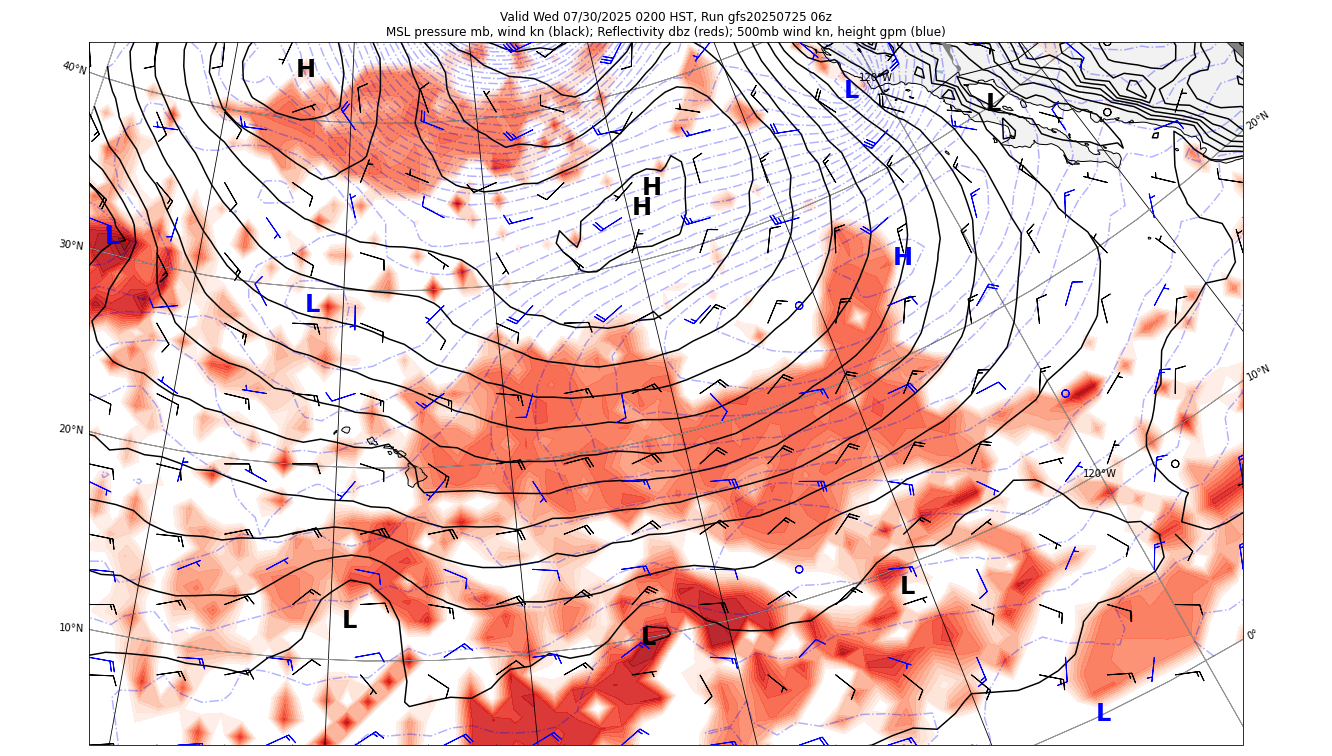 Valid Wed 07/30/2025 0200 HST, Run gfs20250725 06z
MSL pressure mb, wind kn (black); Reflectivity dbz (reds); 500mb wind kn, height gpm (blue)
40°N
H
120°W
L
L
20°N
H
H
30°N
L
H
L
10°N
20°N
120°W
10°N
L
L
L
0°
L